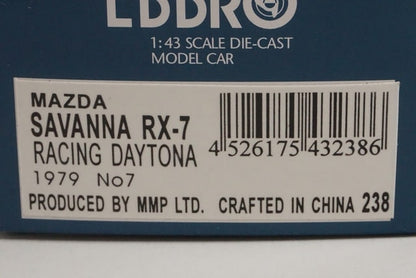 EBBRO
1:43 SCALE DIE-CAST
MODEL CAR
MAZDA
SAVANNA RX-7
RACING DAYTONA
1979 No7
4 526175 432386
PRODUCED BY MMP LTD. CRAFTED IN CHINA 238